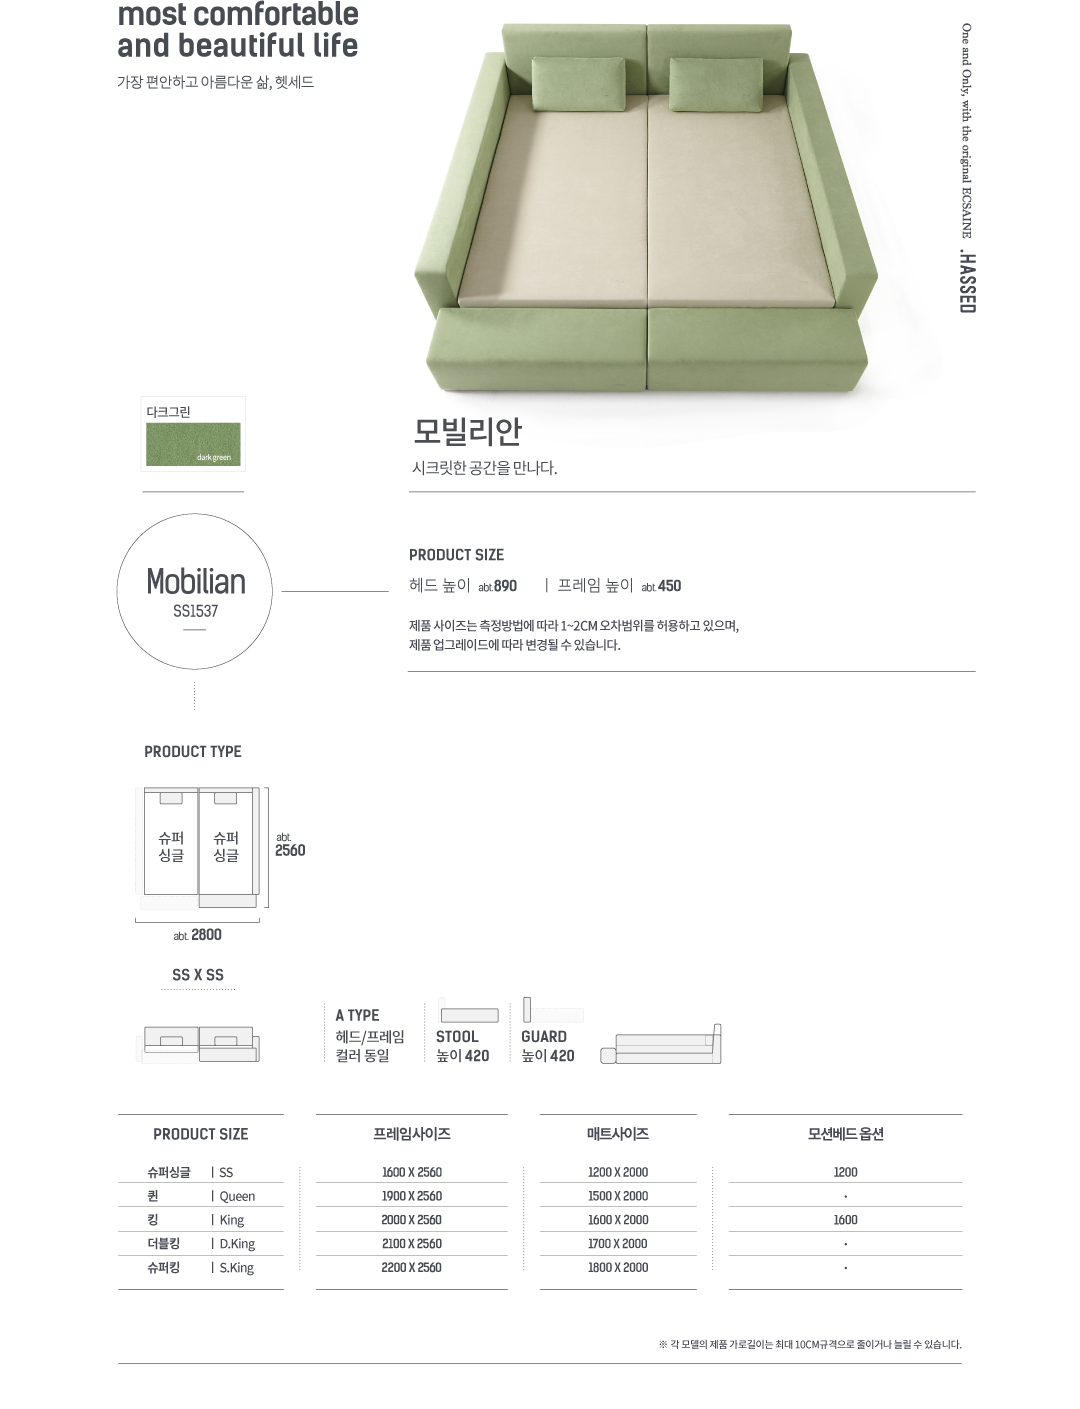 most comfortable
and beautiful life
가장 편안하고 아름다운 삶, 헷세드
One and Only, with the original ECSAINE .HASSED
다크그린
dark green
모빌리안
시크릿한 공간을 만나다.
Mobilian
SS1537
PRODUCT SIZE
헤드 높이 abt.890 | 프레임 높이 abt.450
제품 사이즈는 측정방법에 따라 1~2CM 오차범위를 허용하고 있으며,
제품 업그레이드에 따라 변경될 수 있습니다.
PRODUCT TYPE
슈퍼 슈퍼
싱글 싱글
abt.
2560
abt. 2800
SS X SS
A TYPE
헤드/프레임
컬러 동일
STOOL
높이 420
GUARD
높이 420
PRODUCT SIZE 프레임사이즈 매트사이즈 모션베드 옵션
슈퍼싱글 | SS 1600 X 2560 1200 X 2000 1200
퀸 | Queen 1900 X 2560 1500 X 2000 -
킹 | King 2000 X 2560 1600 X 2000 1600
더블킹 | D.King 2100 X 2560 1700 X 2000 -
슈퍼킹 | S.King 2200 X 2560 1800 X 2000 -
※ 각 모델의 제품 가로길이는 최대 10CM규격으로 줄이거나 늘릴 수 있습니다.